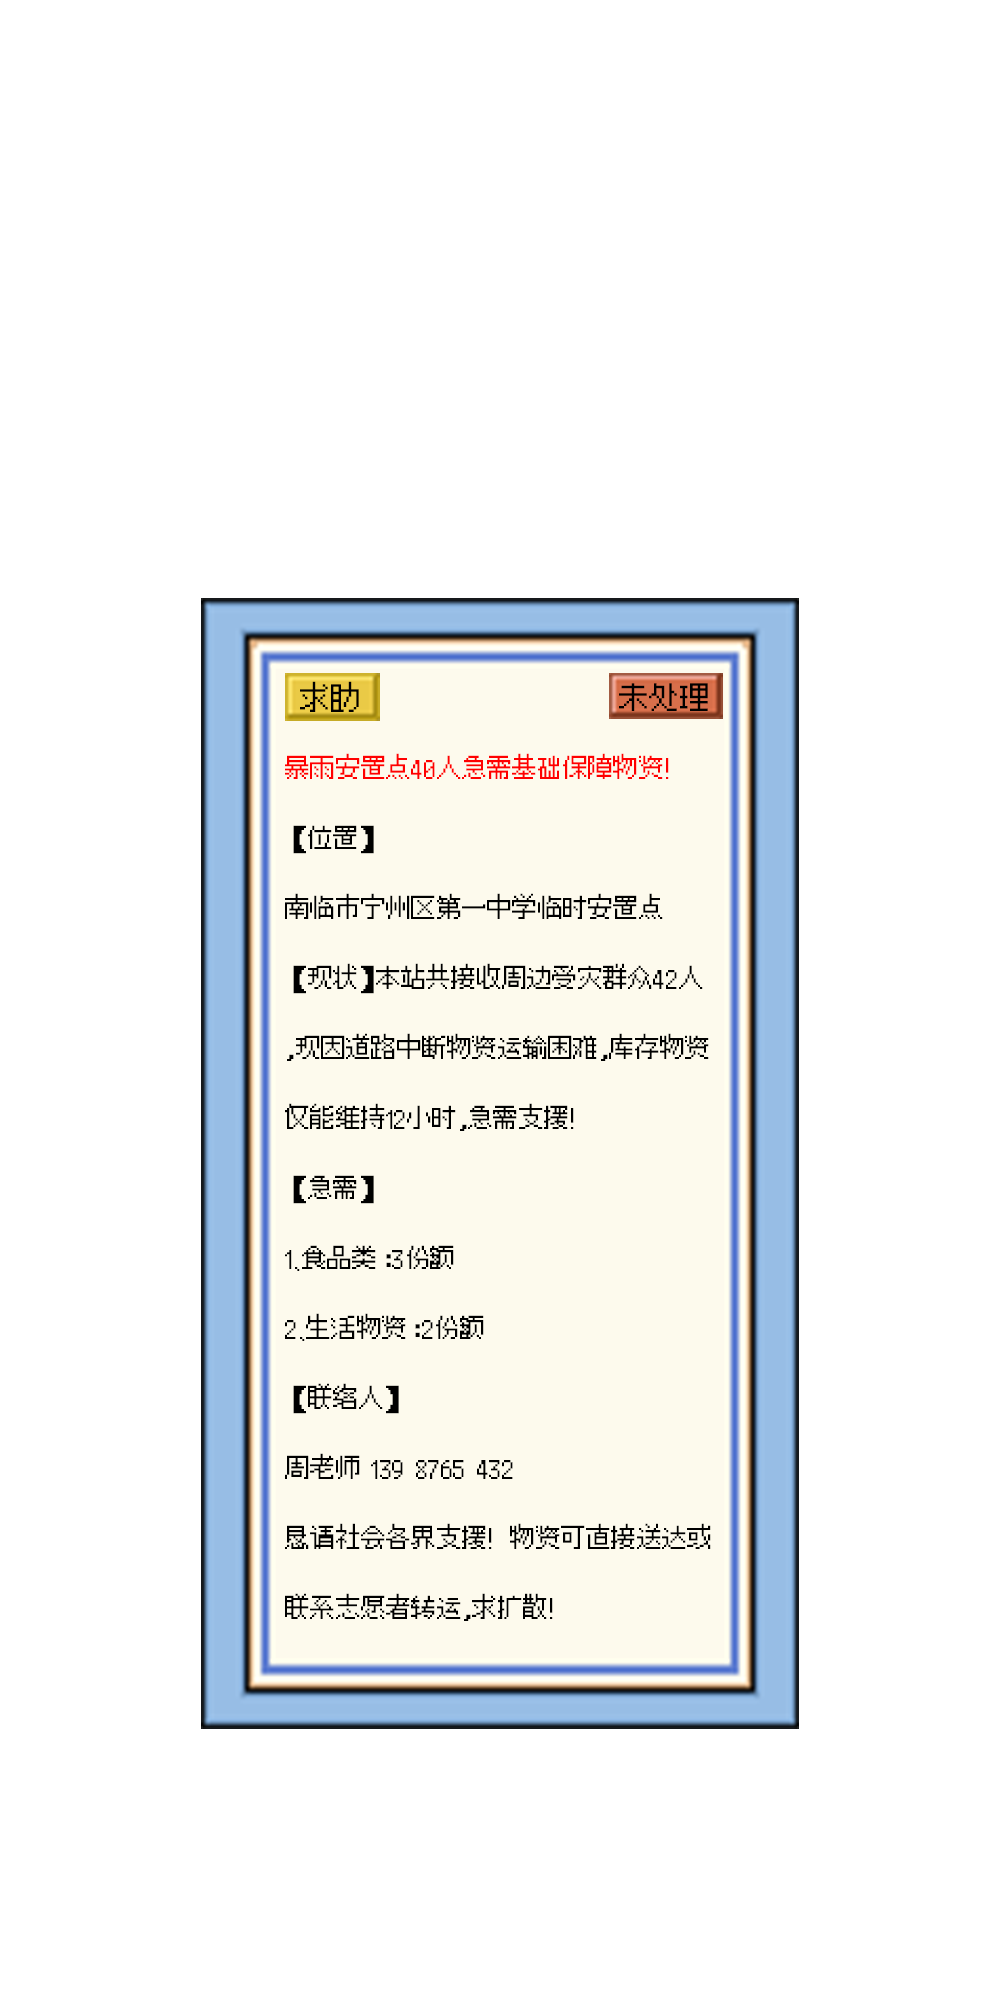 求助
未处理
暴雨安置点40人急需基础保障物资!
【位置】
南临市宁州区第一中学临时安置点
【现状】本站共接收周边受灾群众42人
,现因道路中断物资运输困难,库存物资
仅能维持12小时,急需支援!
【急需】
1.食品类:3份额
2.生活物资:2份额
【联络人】
周老师 139 8765 432
恳请社会各界支援! 物资可直接送达或
联系志愿者转运,求扩散!